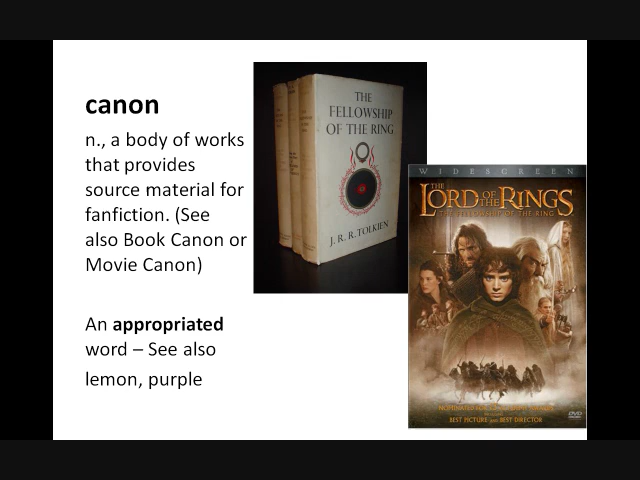 canon
n., a body of works
that provides
source material for
fanfiction. (See
also Book Canon or
Movie Canon)
An appropriated
word – See also
lemon, purple
THE
FELLOWSHIP
OF THE RING
J. R. R. TOLKIEN
WIDESCREEN
THE
LORD OF THE RINGS
THE FELLOWSHIP OF THE RING
BEST PICTURE AND BEST DIRECTOR
DVD